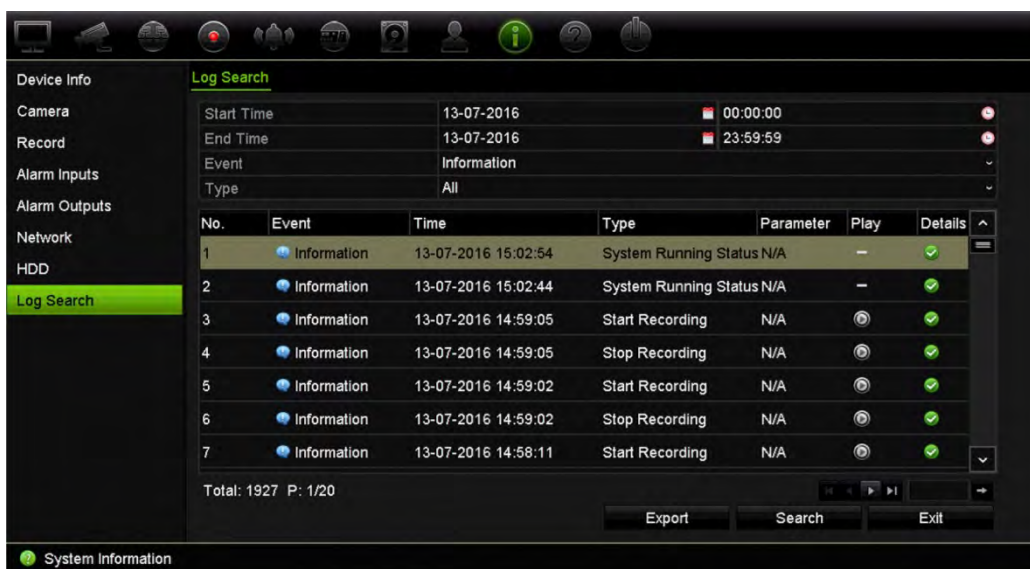 Device Info
Camera
Record
Alarm Inputs
Alarm Outputs
Network
HDD
Log Search
Log Search
Start Time 13-07-2016 00:00:00
End Time 13-07-2016 23:59:59
Event Information
Type All
No. Event Time Type Parameter Play Details
1 Information 13-07-2016 15:02:54 System Running Status N/A –
2 Information 13-07-2016 15:02:44 System Running Status N/A –
3 Information 13-07-2016 14:59:05 Start Recording N/A
4 Information 13-07-2016 14:59:05 Stop Recording N/A
5 Information 13-07-2016 14:59:02 Start Recording N/A
6 Information 13-07-2016 14:59:02 Stop Recording N/A
7 Information 13-07-2016 14:58:11 Start Recording N/A
Total: 1927 P: 1/20
Export Search Exit
System Information